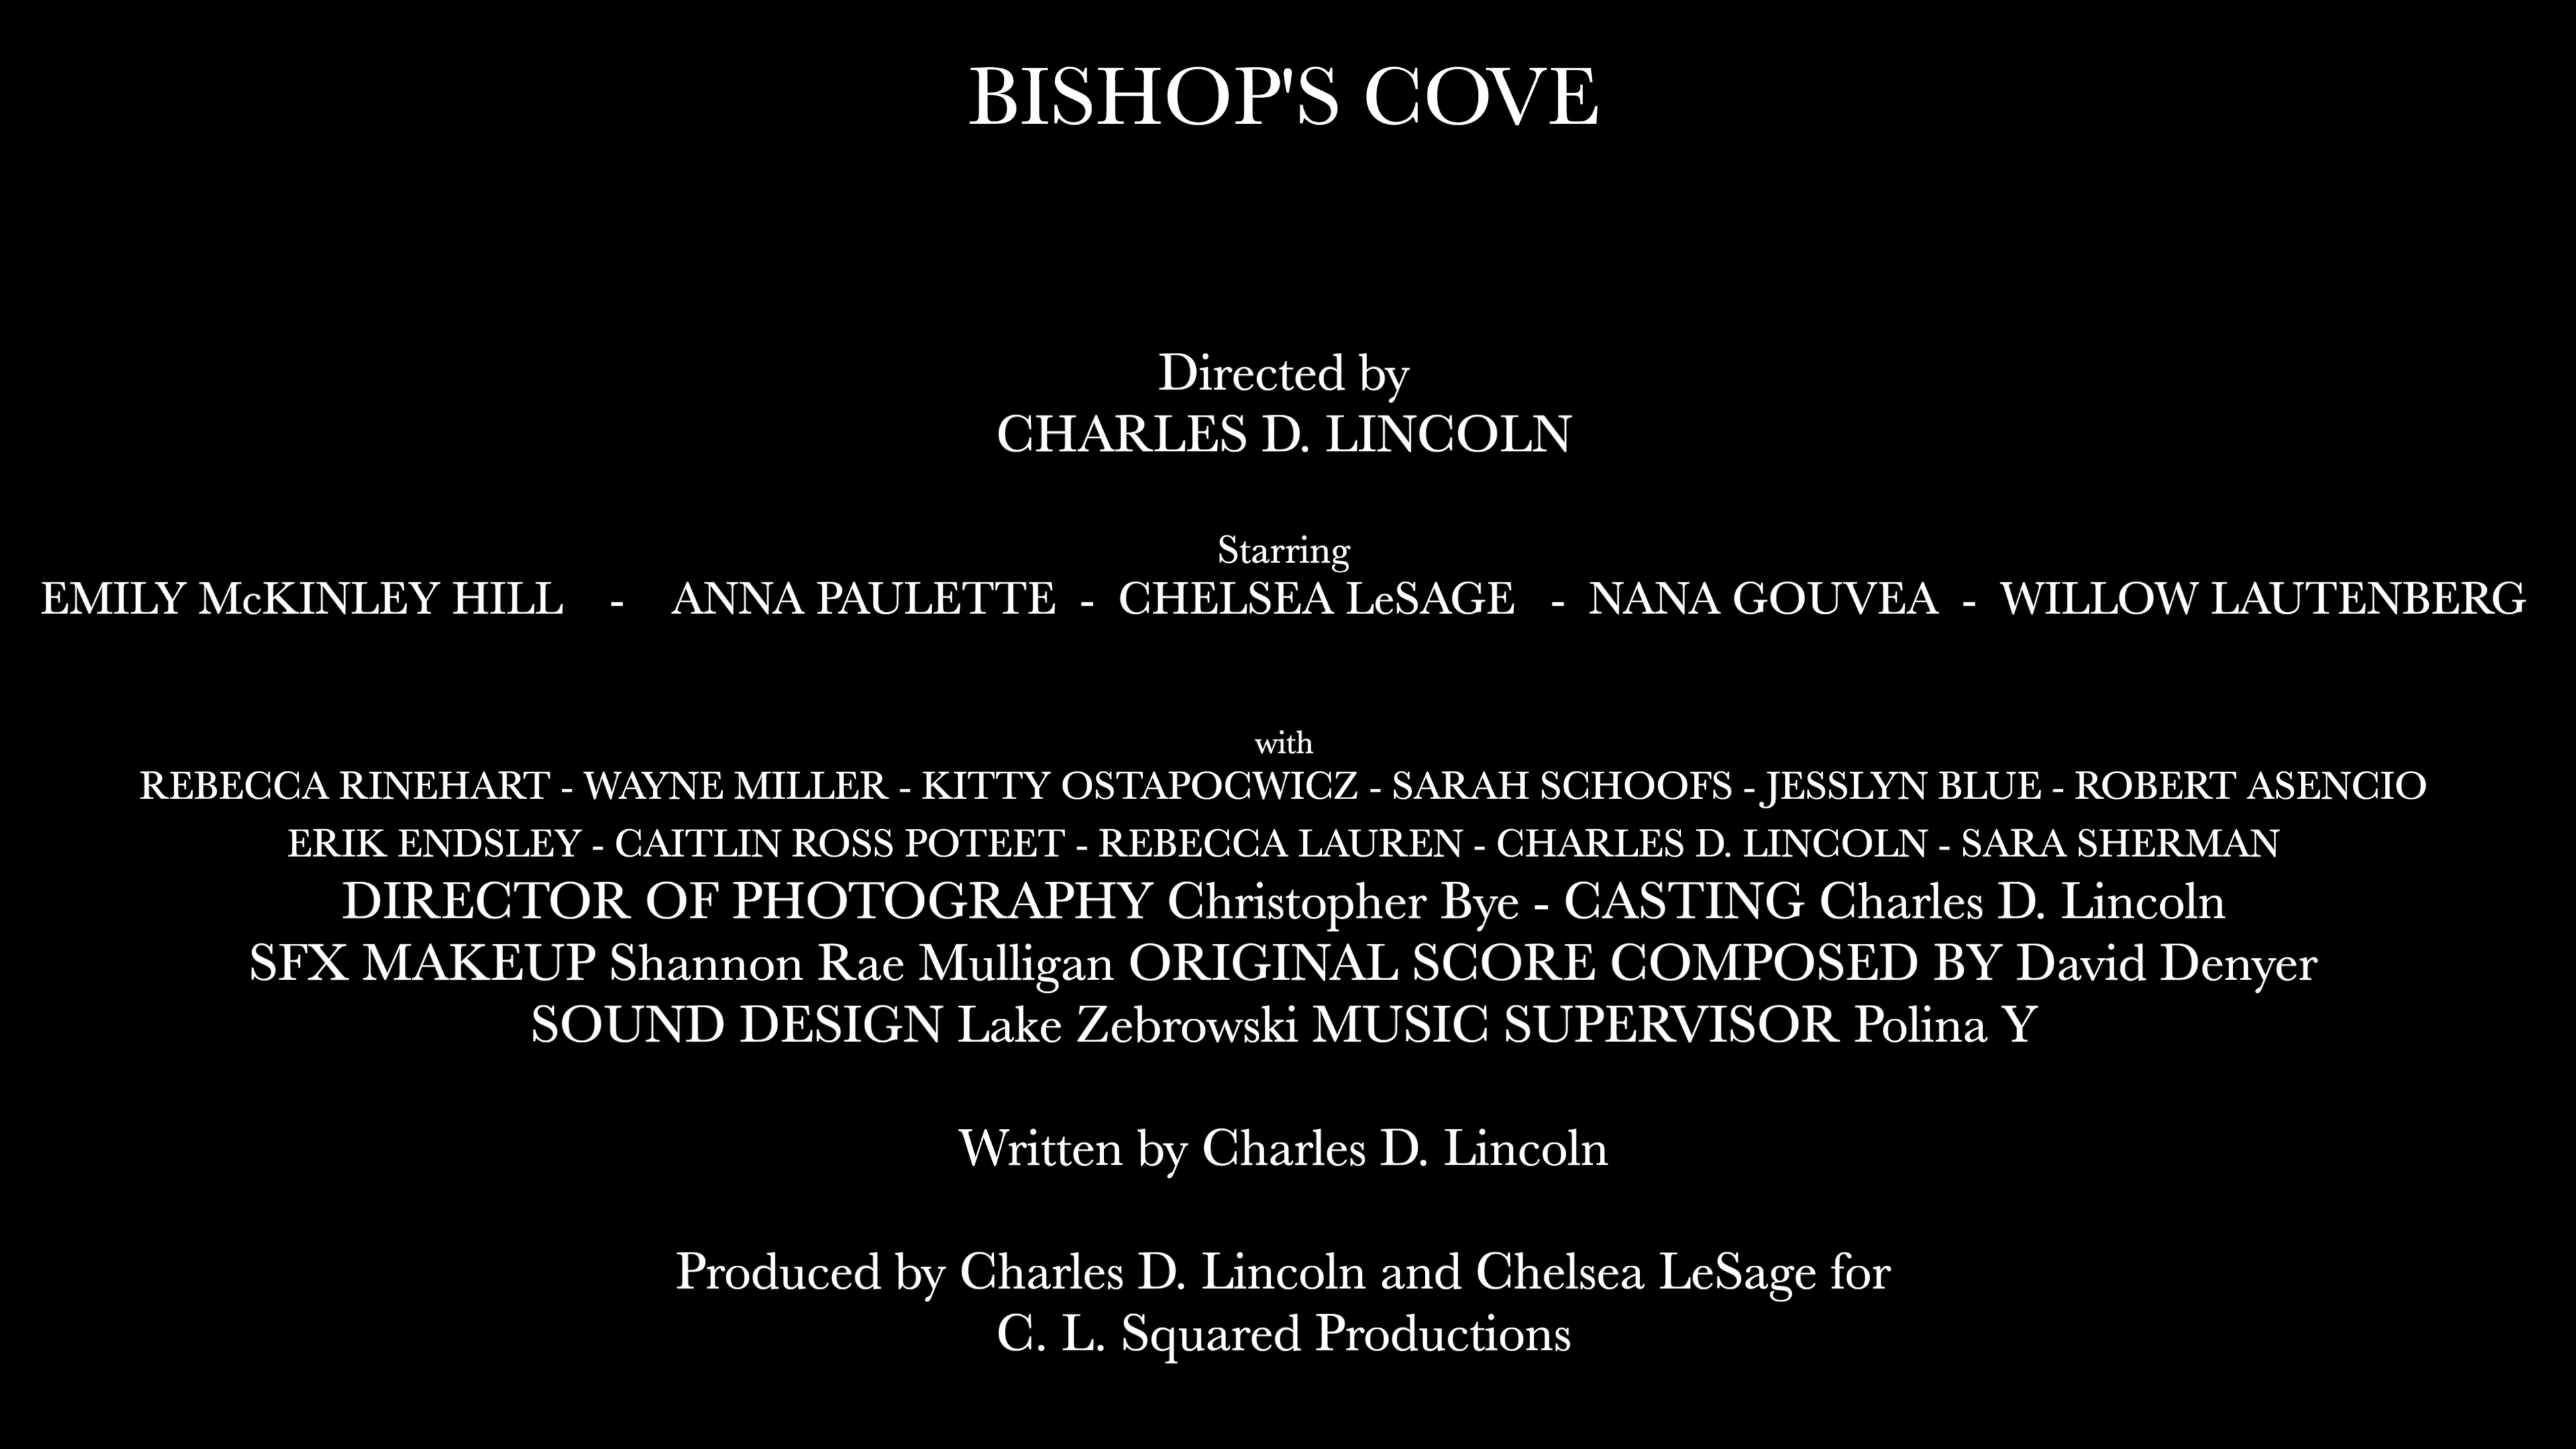 BISHOP'S COVE
Directed by
CHARLES D. LINCOLN
Starring
EMILY McKINLEY HILL - ANNA PAULETTE - CHELSEA LeSAGE - NANA GOUVEA - WILLOW LAUTENBERG
with
REBECCA RINEHART - WAYNE MILLER - KITTY OSTAPOCWICZ - SARAH SCHOOFS - JESSLYN BLUE - ROBERT ASENCIO
ERIK ENDSLEY - CAITLIN ROSS POTEET - REBECCA LAUREN - CHARLES D. LINCOLN - SARA SHERMAN
DIRECTOR OF PHOTOGRAPHY Christopher Bye - CASTING Charles D. Lincoln
SFX MAKEUP Shannon Rae Mulligan ORIGINAL SCORE COMPOSED BY David Denyer
SOUND DESIGN Lake Zebrowski MUSIC SUPERVISOR Polina Y
Written by Charles D. Lincoln
Produced by Charles D. Lincoln and Chelsea LeSage for
C. L. Squared Productions